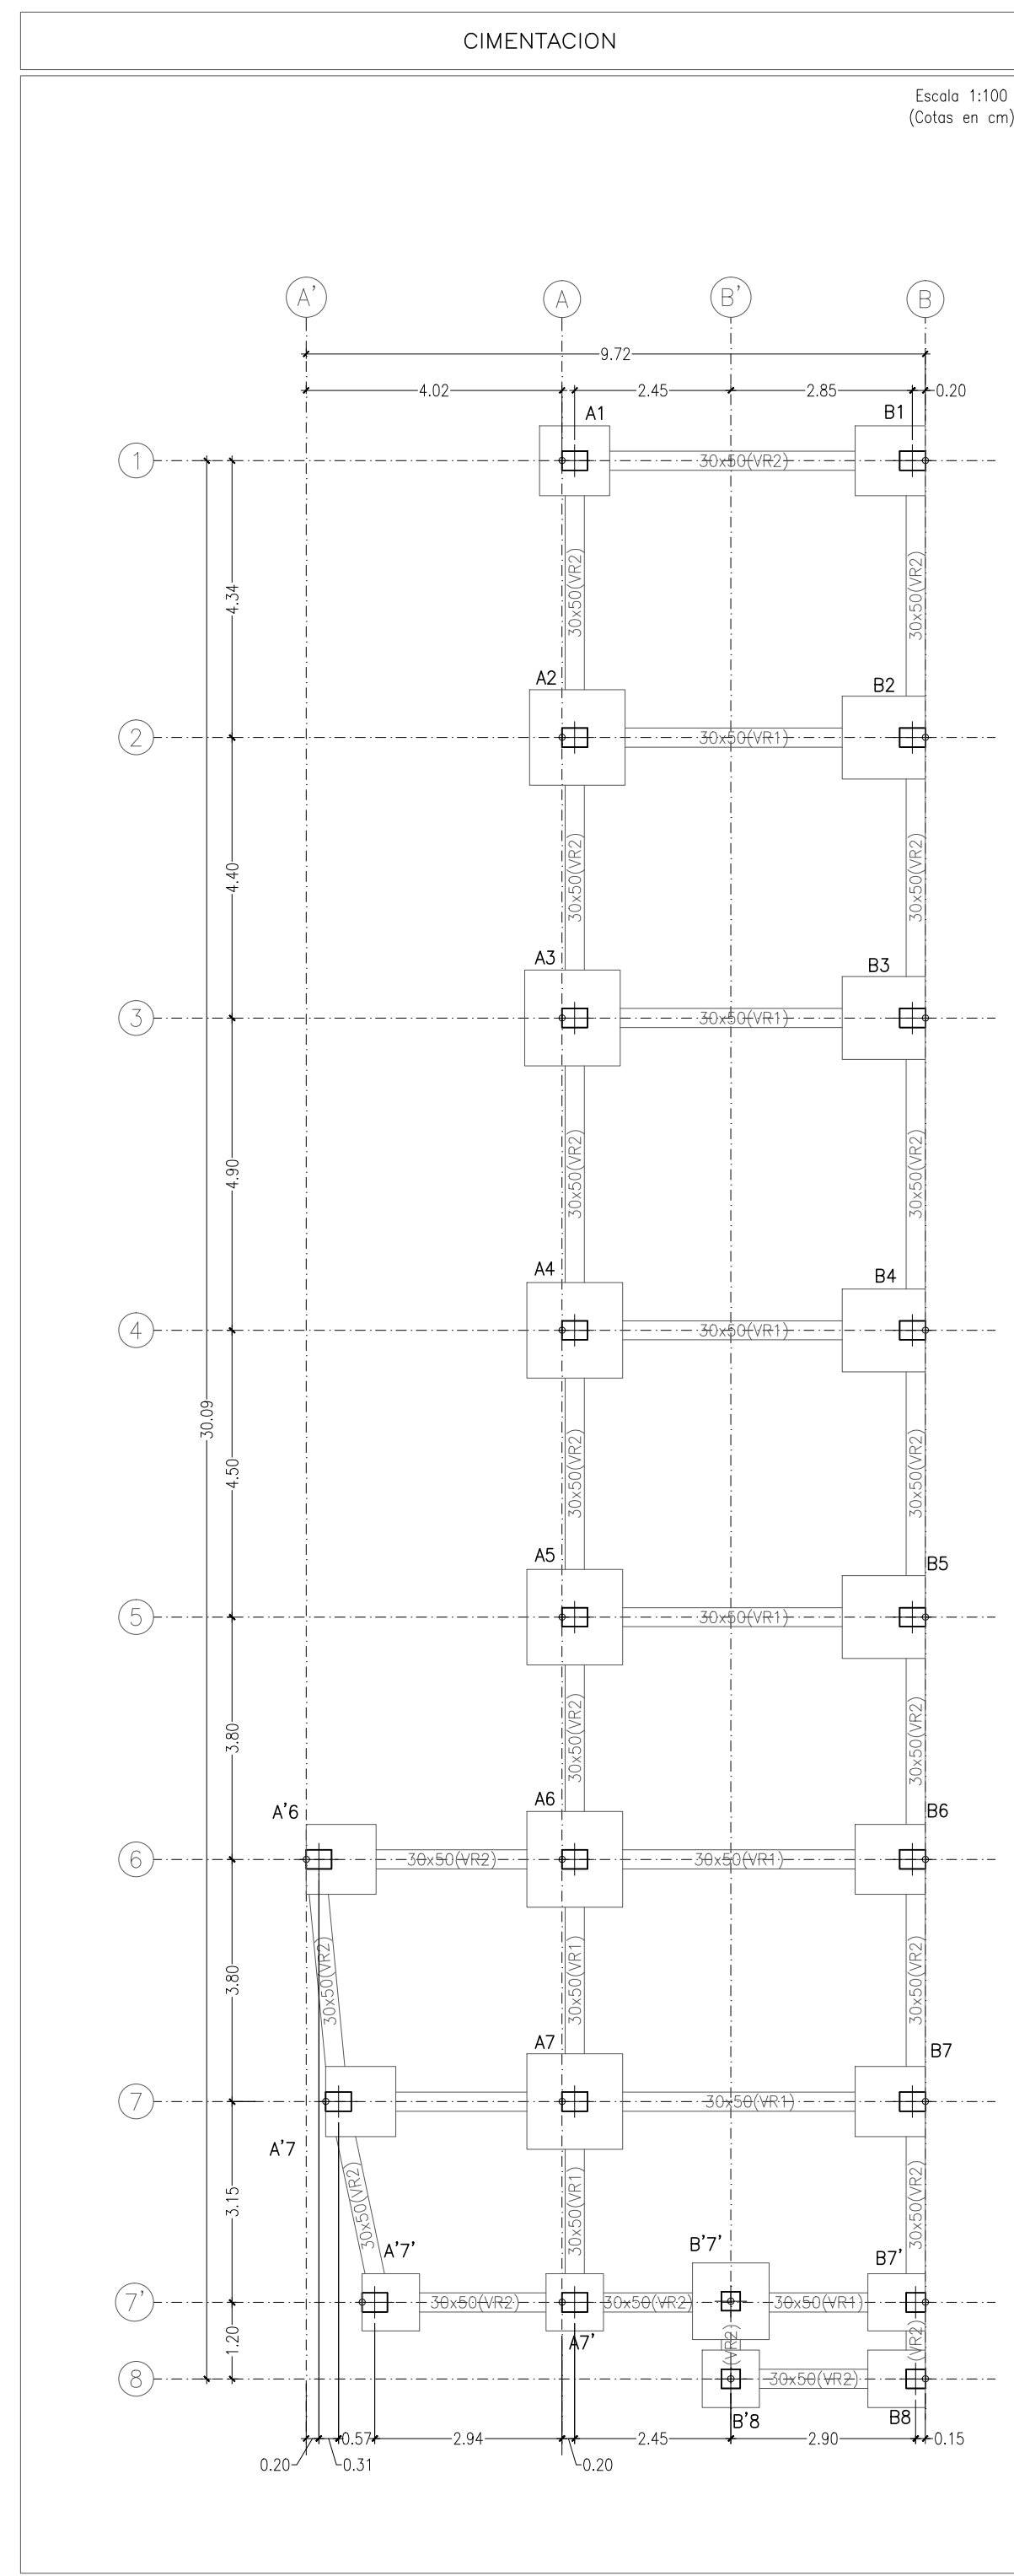 CIMENTACION
Escala 1:100
(Cotas en cm)
A' A B' B
9.72
4.02 2.45 2.85 0.20
A1 B1
1 30x50(VR2)
4.34 30x50(VR2) 30x50(VR2)
A2 B2
2 30x50(VR1)
4.40 30x50(VR2) 30x50(VR2)
A3 B3
3 30x50(VR1)
4.90 30x50(VR2) 30x50(VR2)
A4 B4
4 30x50(VR1)
30.09
4.50 30x50(VR2) 30x50(VR2)
A5 B5
5 30x50(VR1)
3.80 30x50(VR2) 30x50(VR2)
A'6 A6 B6
6 30x50(VR2) 30x50(VR1)
3.80 30x50(VR2) 30x50(VR1) 30x50(VR2)
A7 B7
7 30x50(VR1)
A'7
3.15 30x50(VR2) 30x50(VR1) 30x50(VR2)
A'7' B'7' B7'
7' 30x50(VR2) 30x50(VR2) 30x50(VR1)
A7'
1.20 (VR2) (VR2)
8 30x50(VR2)
B'8 B8
0.57 2.94 2.45 2.90 0.15
0.20 0.31 0.20